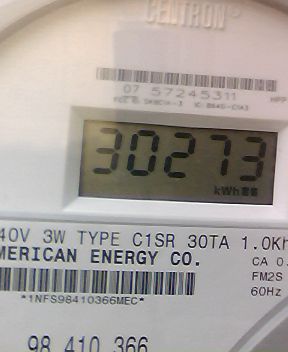 CENTRON®
07 57245311
30273
kWh
40V 3W TYPE C1SR 30TA 1.0Kh
MERICAN ENERGY CO.
CA 0.
FM2S
60Hz
*1NFS98410366MEC*
98 410 366